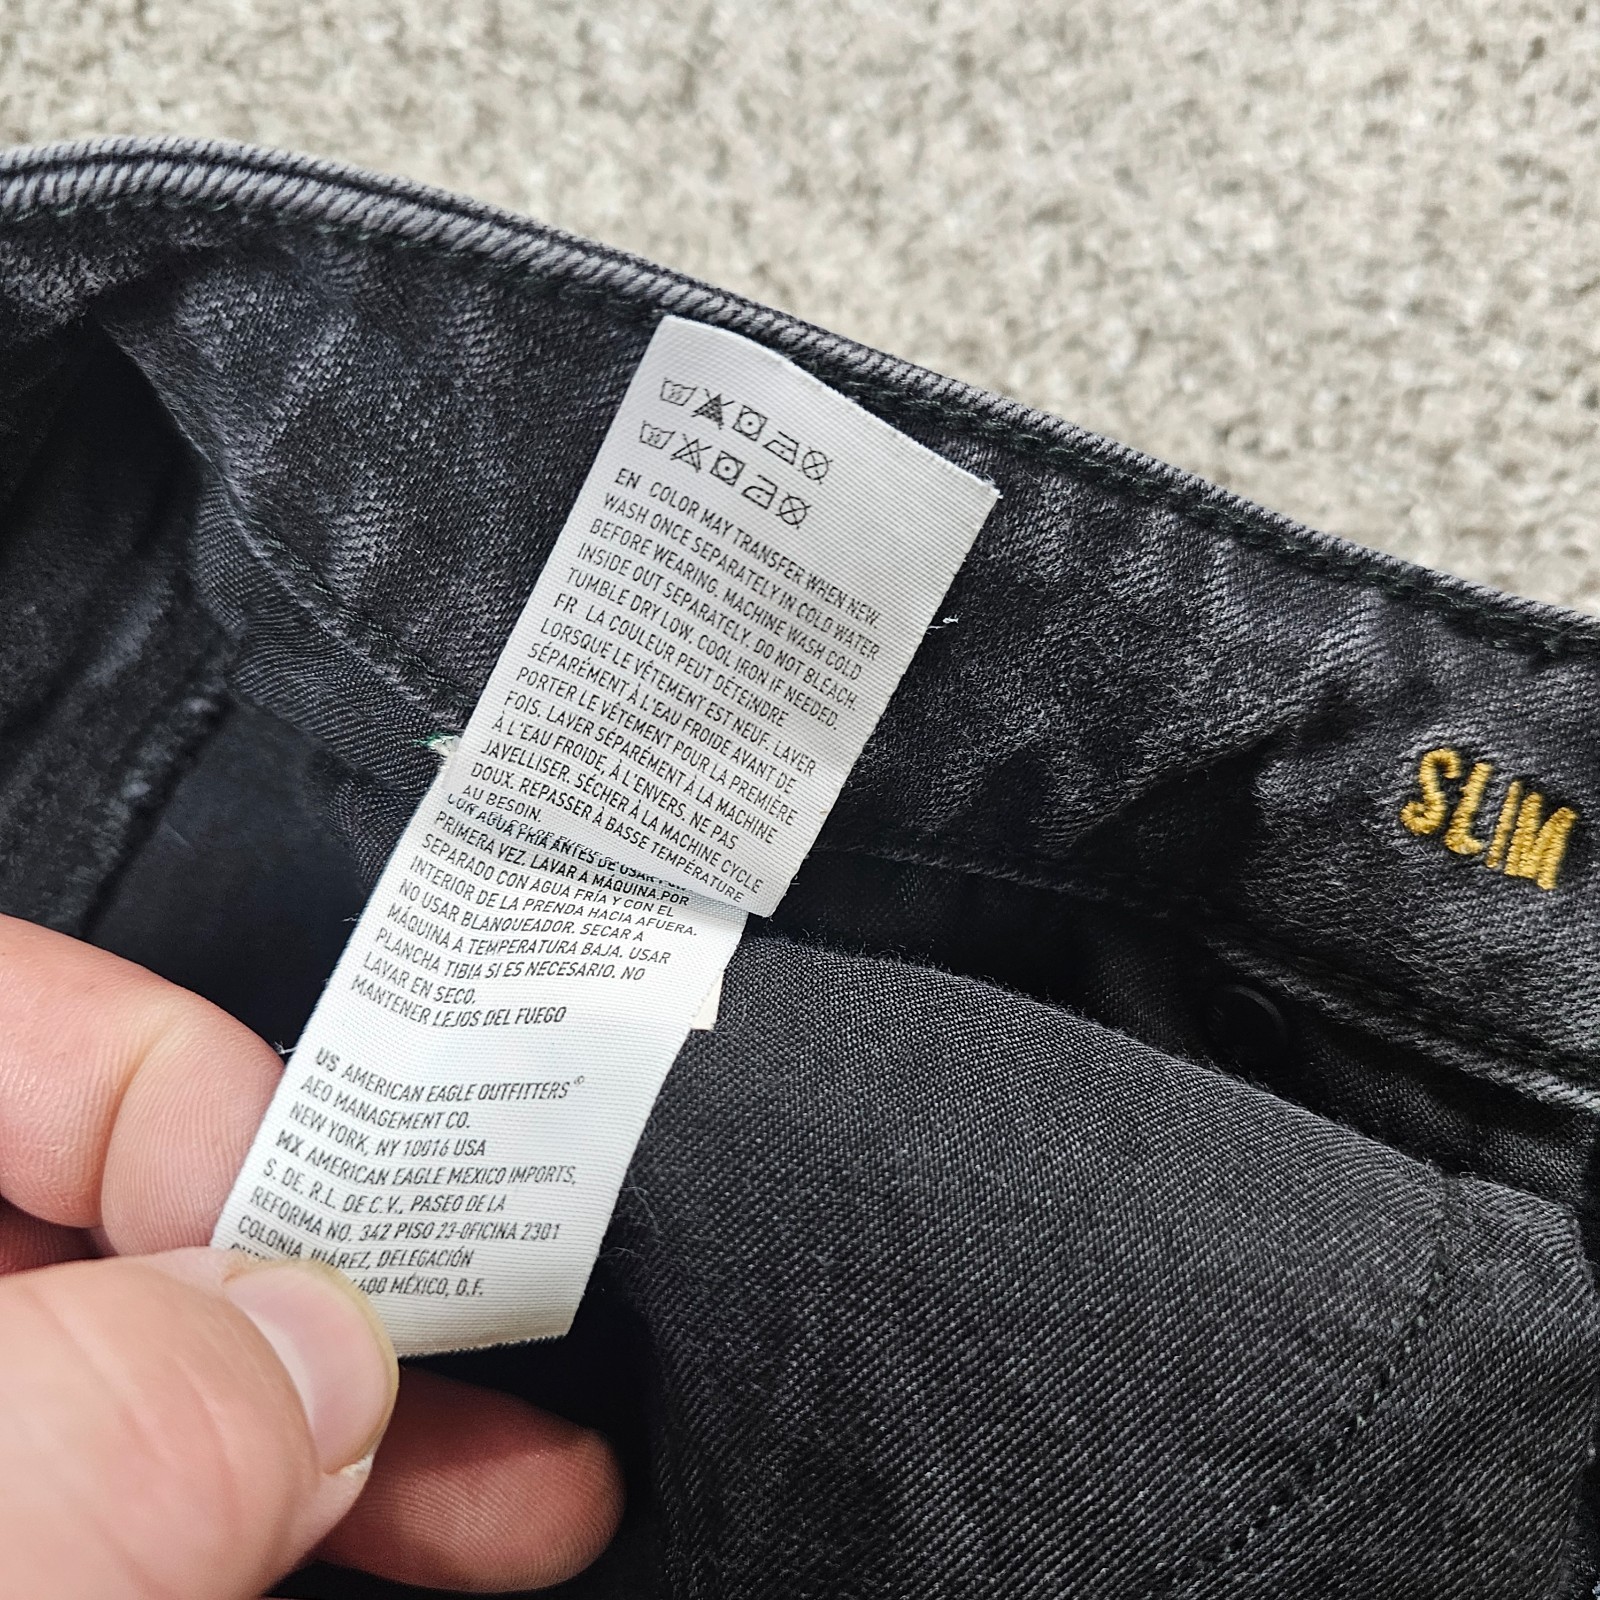 EN COLOR MAY TRANSFER WHEN NEW.
WASH ONCE SEPARATELY IN COLD WATER
BEFORE WEARING. MACHINE WASH COLD
INSIDE OUT SEPARATELY. DO NOT BLEACH.
TUMBLE DRY LOW. COOL IRON IF NEEDED.
FR LA COULEUR PEUT DETEINDRE
LORSQUE LE VÊTEMENT EST NEUF. LAVER
SÉPARÉMENT À L'EAU FROIDE AVANT DE
PORTER LE VÊTEMENT POUR LA PREMIÈRE
FOIS. LAVER SÉPARÉMENT À LA MACHINE
À L'EAU FROIDE, À L'ENVERS. NE PAS
JAVELLISER. SÉCHER À LA MACHINE CYCLE
DOUX. REPASSER À BASSE TEMPÉRATURE
AU BESOIN.
CON AGUA FRIA ANTES DE USAR
PRIMERA VEZ. LAVAR A MÁQUINA POR
SEPARADO CON AGUA FRÍA Y CON EL
INTERIOR DE LA PRENDA HACIA AFUERA.
NO USAR BLANQUEADOR. SECAR A
MÁQUINA A TEMPERATURA BAJA. USAR
PLANCHA TIBIA SI ES NECESARIO. NO
LAVAR EN SECO.
MANTENER LEJOS DEL FUEGO
US AMERICAN EAGLE OUTFITTERS®
AEO MANAGEMENT CO.
NEW YORK, NY 10016 USA
MX AMERICAN EAGLE MEXICO IMPORTS,
S. DE. R.L. DE C.V., PASEO DE LA
REFORMA NO. 342 PISO 23-OFICINA 2301
COLONIA JUÁREZ, DELEGACIÓN
MÉXICO, D.F.
SLIM